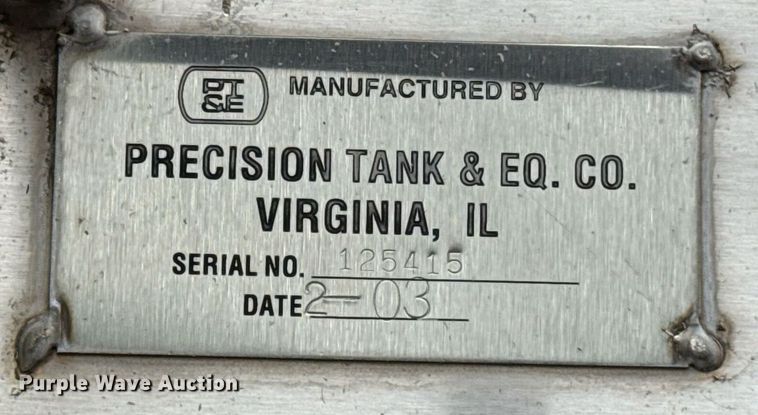 PT&E MANUFACTURED BY
PRECISION TANK & EQ. CO.
VIRGINIA, IL
SERIAL NO. 125415
DATE 2-03
Purple Wave Auction